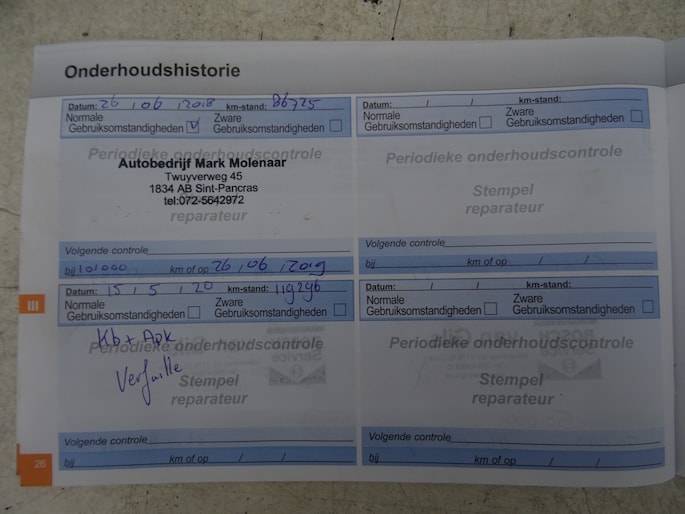 Onderhoudshistorie
Datum: 26 / 06 / 2018 km-stand: 86725
Normale Gebruiksomstandigheden V Zware Gebruiksomstandigheden
Periodieke onderhoudscontrole
Autobedrijf Mark Molenaar
Twuyverweg 45
1834 AB Sint-Pancras
tel:072-5642972
reparateur
Volgende controle
bij 101000 km of op 26 / 06 / 2019
Datum: / / km-stand:
Normale Gebruiksomstandigheden Zware Gebruiksomstandigheden
Periodieke onderhoudscontrole
Stempel
reparateur
Volgende controle
bij km of op / /
III
Datum: 15 / 5 / 20 km-stand: 119296
Normale Gebruiksomstandigheden Zware Gebruiksomstandigheden
Kb + Apk
Periodieke onderhoudscontrole
Verfaille
Stempel
reparateur
Volgende controle
bij km of op / /
Datum: / / km-stand:
Normale Gebruiksomstandigheden Zware Gebruiksomstandigheden
Periodieke onderhoudscontrole
Stempel
reparateur
Volgende controle
bij km of op / /
26